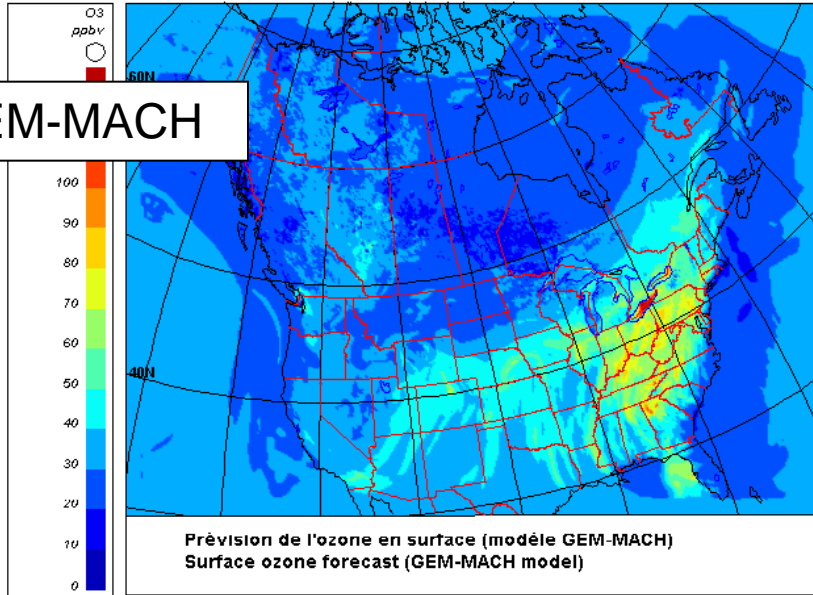 O3
ppbv
EM-MACH
100
90
80
70
60
50
40
30
20
10
0
60N
40N
Prêvision de l'ozone en surface (modèle GEM-MACH)
Surface ozone forecast (GEM-MACH model)